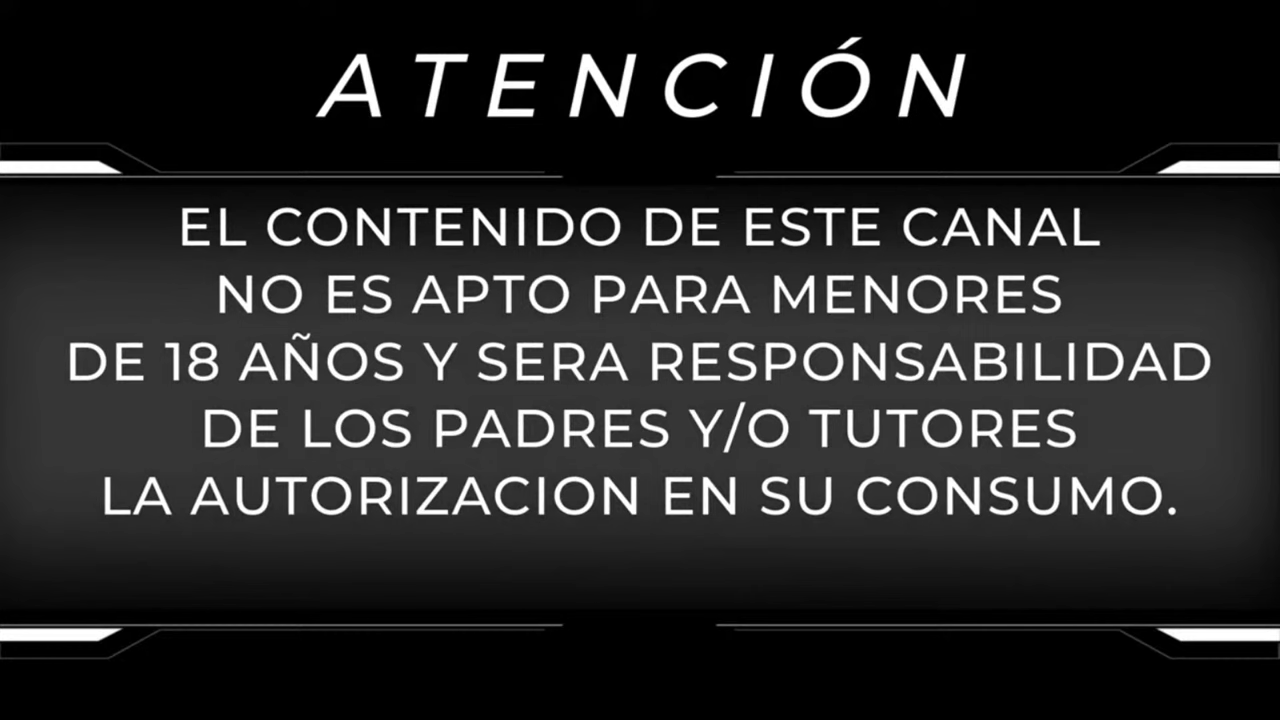 ATENCIÓN
EL CONTENIDO DE ESTE CANAL
NO ES APTO PARA MENORES
DE 18 AÑOS Y SERA RESPONSABILIDAD
DE LOS PADRES Y/O TUTORES
LA AUTORIZACION EN SU CONSUMO.